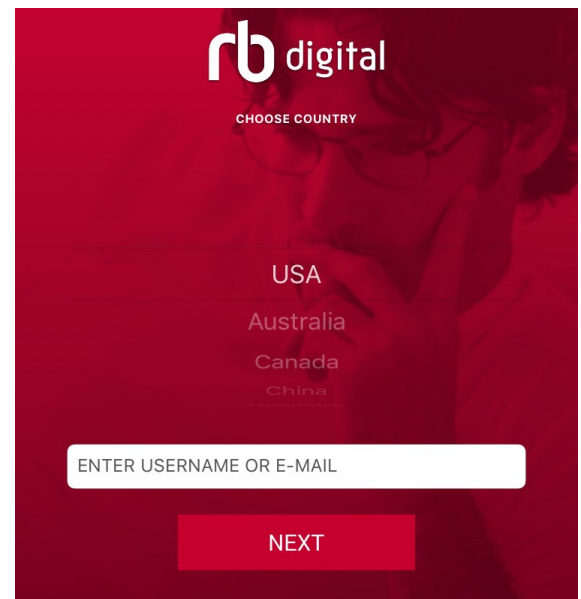 rb digital
CHOOSE COUNTRY
USA
Australia
Canada
China
ENTER USERNAME OR E-MAIL
NEXT